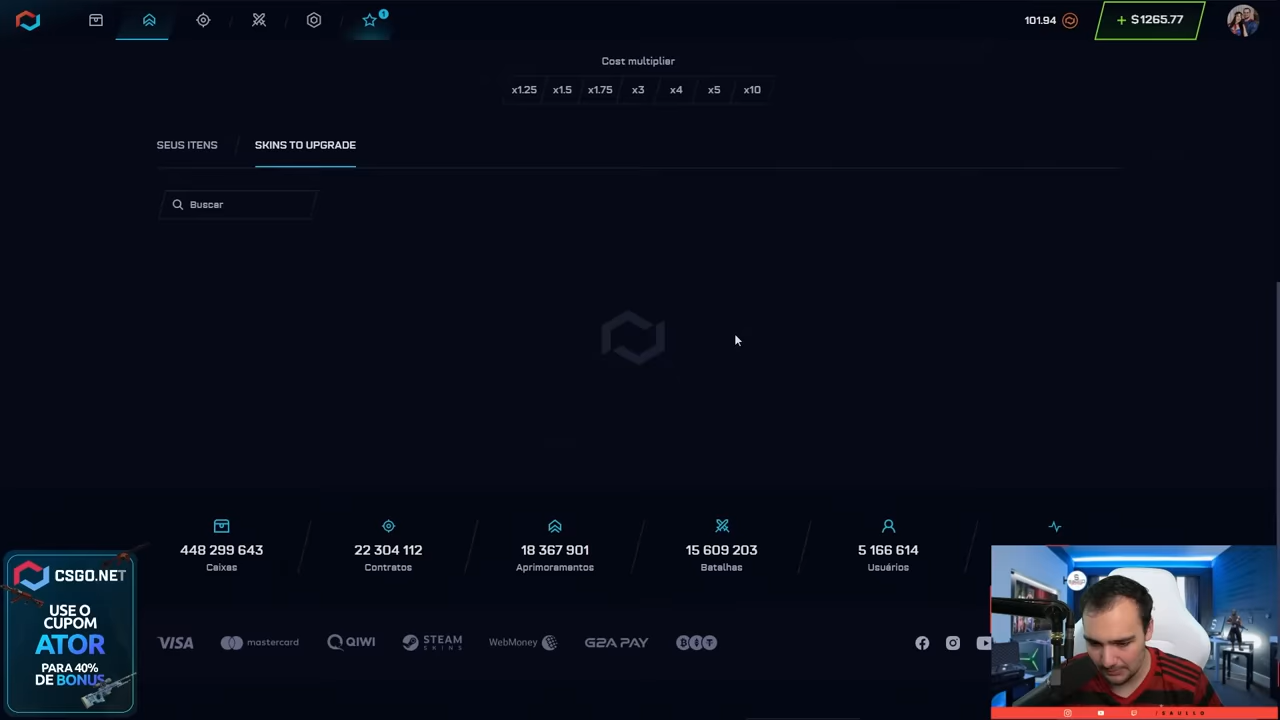 1
101.94
+ $1265.77
Cost multiplier
x1.25 x1.5 x1.75 x3 x4 x5 x10
SEUS ITENS
SKINS TO UPGRADE
Buscar
448 299 643
Caixas
22 304 112
Contratos
18 367 901
Aprimoramentos
15 609 203
Batalhas
5 166 614
Usuários
CSGO.NET
USE O
CUPOM
ATOR
PARA 40%
DE BONUS
VISA
mastercard
QIWI
STEAM
SKINS
WebMoney
G2A PAY